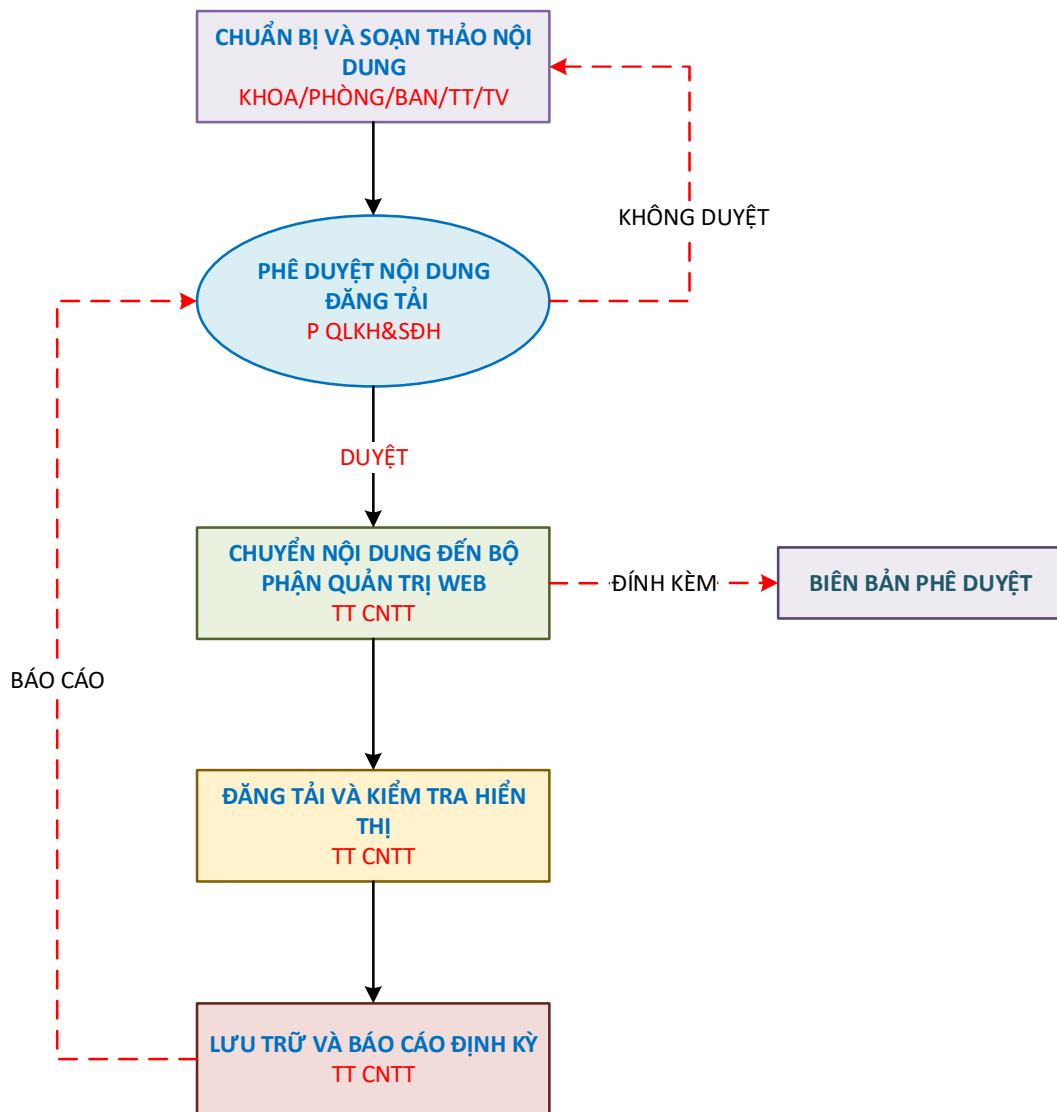 CHUẨN BỊ VÀ SOẠN THẢO NỘI
DUNG
KHOA/PHÒNG/BAN/TT/TV
KHÔNG DUYỆT
PHÊ DUYỆT NỘI DUNG
ĐĂNG TẢI
P QLKH&SĐH
DUYỆT
CHUYỂN NỘI DUNG ĐẾN BỘ
PHẬN QUẢN TRỊ WEB
TT CNTT
ĐÍNH KÈM
BIÊN BẢN PHÊ DUYỆT
BÁO CÁO
ĐĂNG TẢI VÀ KIỂM TRA HIỂN
THỊ
TT CNTT
LƯU TRỮ VÀ BÁO CÁO ĐỊNH KỲ
TT CNTT